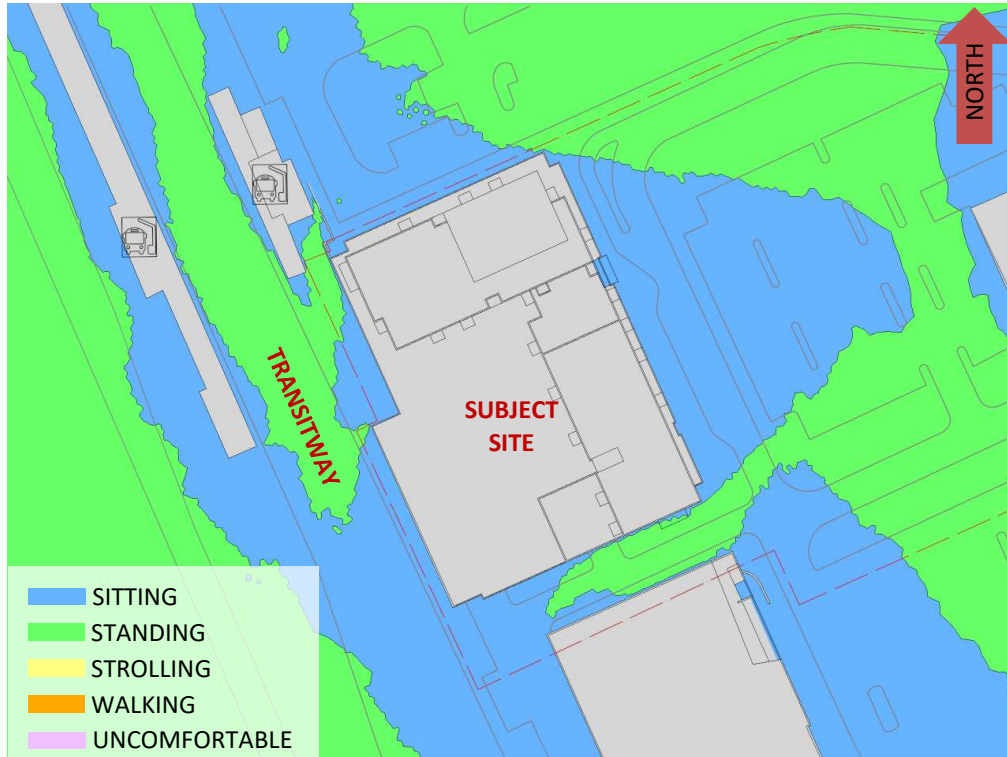 NORTH
TRANSITWAY
SUBJECT
SITE
SITTING
STANDING
STROLLING
WALKING
UNCOMFORTABLE